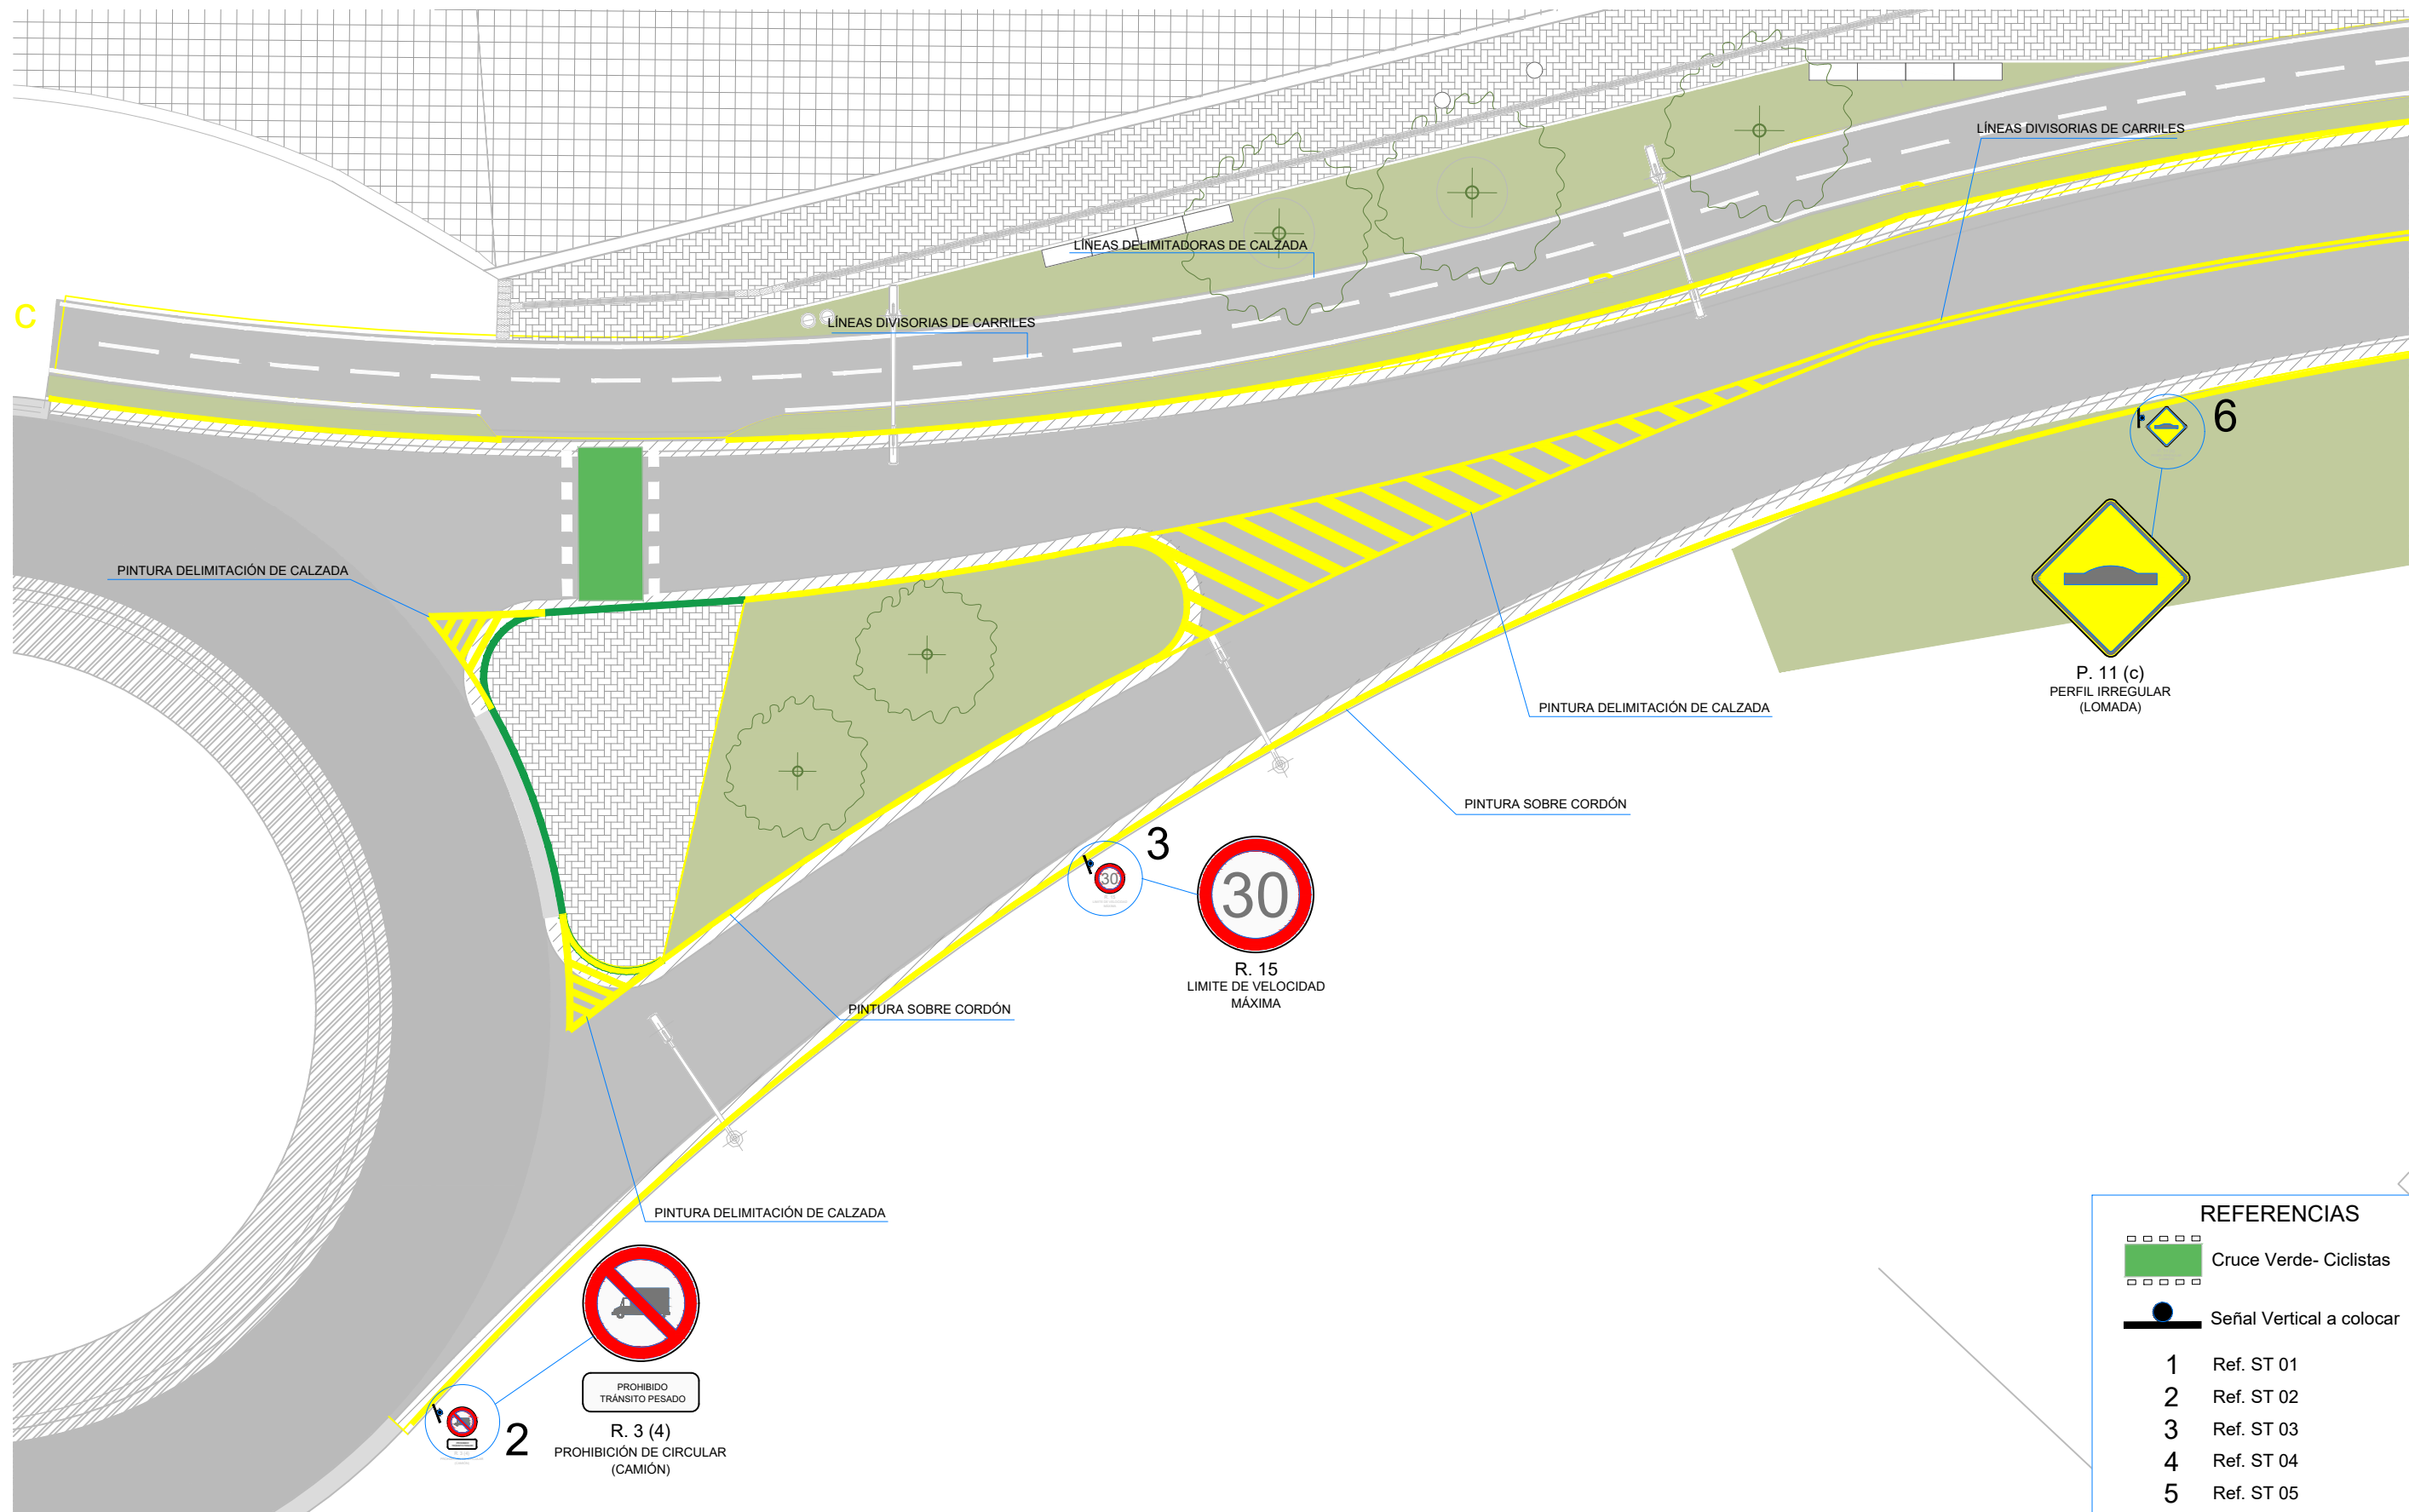 LÍNEAS DIVISORIAS DE CARRILES
LÍNEAS DELIMITADORAS DE CALZADA
C
LÍNEAS DIVISORIAS DE CARRILES
6
PINTURA DELIMITACIÓN DE CALZADA
P. 11 (c)
PERFIL IRREGULAR
(LOMADA)
PINTURA DELIMITACIÓN DE CALZADA
PINTURA SOBRE CORDÓN
3
30
30
R. 15
LIMITE DE VELOCIDAD
MÁXIMA
PINTURA SOBRE CORDÓN
PINTURA DELIMITACIÓN DE CALZADA
PROHIBIDO
TRÁNSITO PESADO
2
R. 3 (4)
PROHIBICIÓN DE CIRCULAR
(CAMIÓN)
REFERENCIAS
Cruce Verde- Ciclistas
Señal Vertical a colocar
1 Ref. ST 01
2 Ref. ST 02
3 Ref. ST 03
4 Ref. ST 04
5 Ref. ST 05